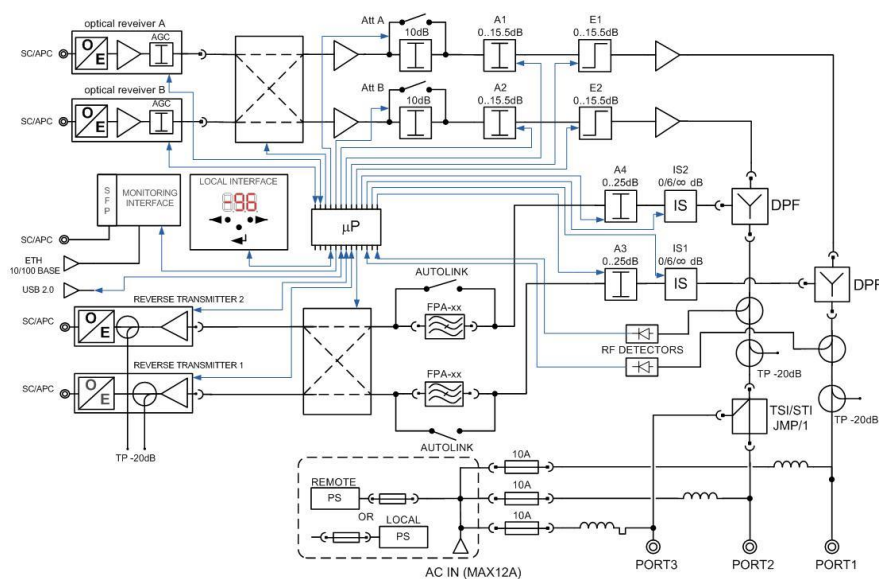 optical reveiver A
O
E
AGC
SC/APC
optical reveiver B
O
E
AGC
SC/APC
Att A
10dB
A1
0..15.5dB
E1
0..15.5dB
Att B
10dB
A2
0..15.5dB
E2
0..15.5dB
SFP
MONITORING
INTERFACE
LOCAL INTERFACE
-96
µP
A4
0..25dB
IS2
0/6/∞ dB
IS
DPF
SC/APC
ETH
10/100 BASE
USB 2.0
A3
0..25dB
IS1
0/6/∞ dB
IS
DPF
REVERSE TRANSMITTER 2
SC/APC
O
E
AUTOLINK
FPA-xx
RF DETECTORS
TP -20dB
REVERSE TRANSMITTER 1
SC/APC
O
E
FPA-xx
AUTOLINK
TP -20dB
TSI/STI
JMP/1
TP -20dB
10A
REMOTE
PS
OR
LOCAL
PS
10A
10A
AC IN (MAX12A)
PORT3
PORT2
PORT1